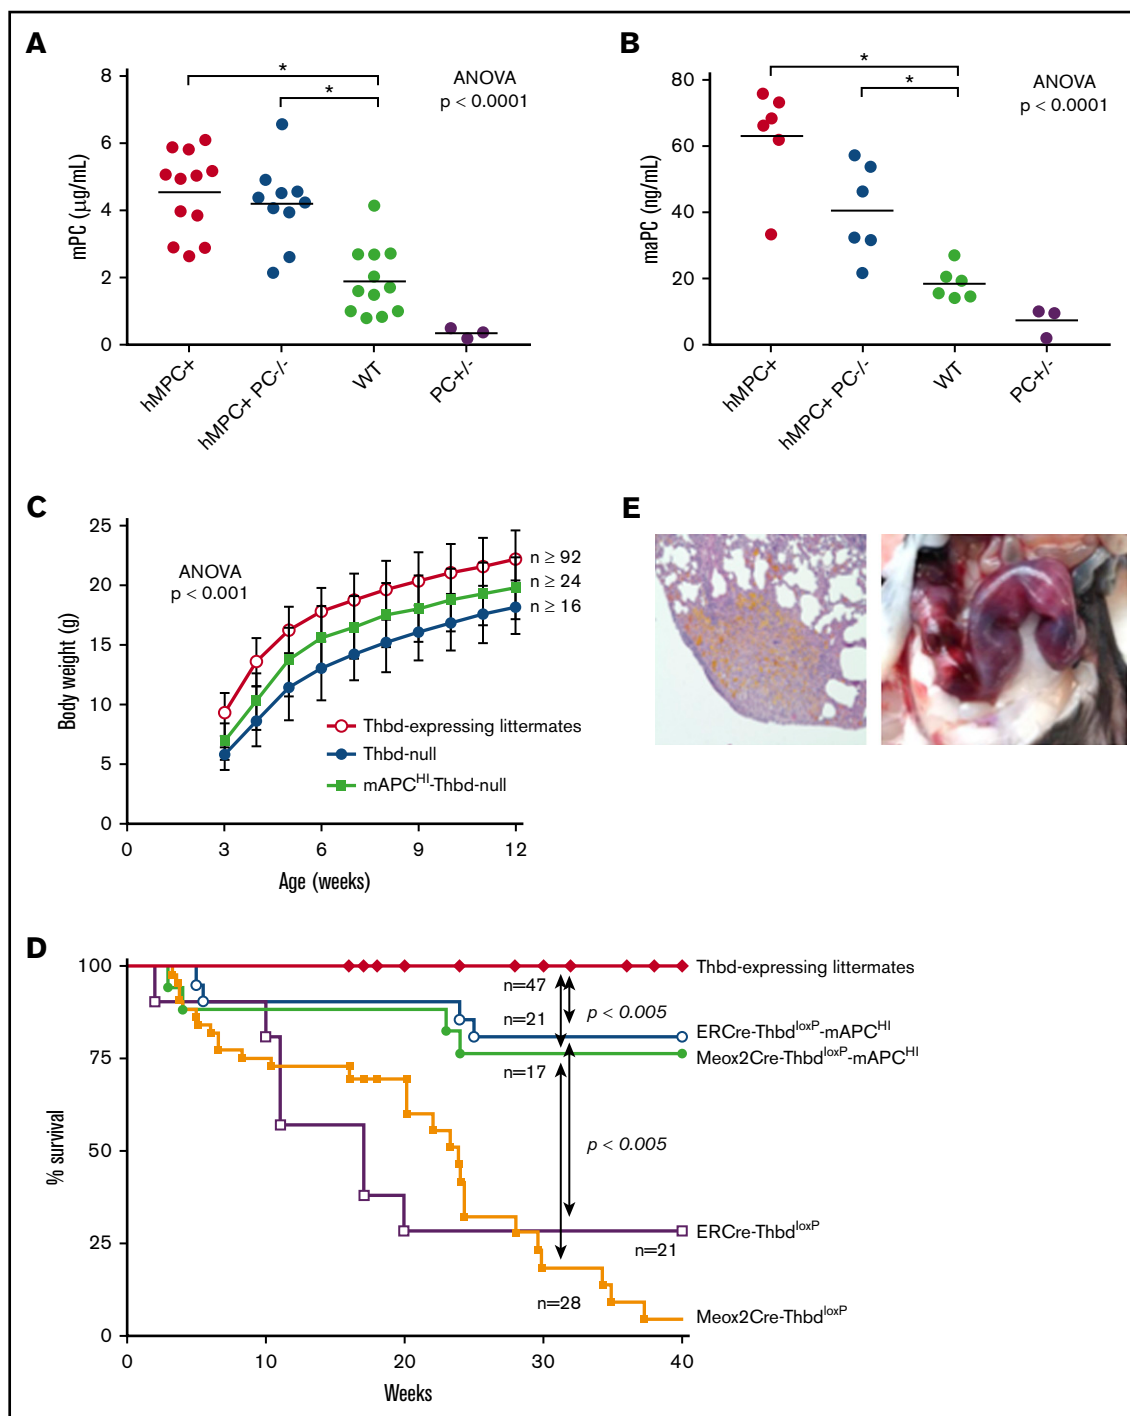 A
8
6
4
2
0
mPC (μg/mL)
*
*
ANOVA
p < 0.0001
hMPC+
hMPC+ PC-/-
WT
PC+/-
B
80
60
40
20
0
maPC (ng/mL)
*
*
ANOVA
p < 0.0001
hMPC+
hMPC+ PC-/-
WT
PC+/-
C
25
20
15
10
5
0
Body weight (g)
ANOVA
p < 0.001
n ≥ 92
n ≥ 24
n ≥ 16
Thbd-expressing littermates
Thbd-null
mAPCHI-Thbd-null
0
3
6
9
12
Age (weeks)
E
D
100
75
50
25
0
% survival
Thbd-expressing littermates
n=47
p < 0.005
n=21
ERCre-ThbdloxP-mAPCHI
Meox2Cre-ThbdloxP-mAPCHI
n=17
p < 0.005
ERCre-ThbdloxP
n=21
n=28
Meox2Cre-ThbdloxP
0
10
20
30
40
Weeks